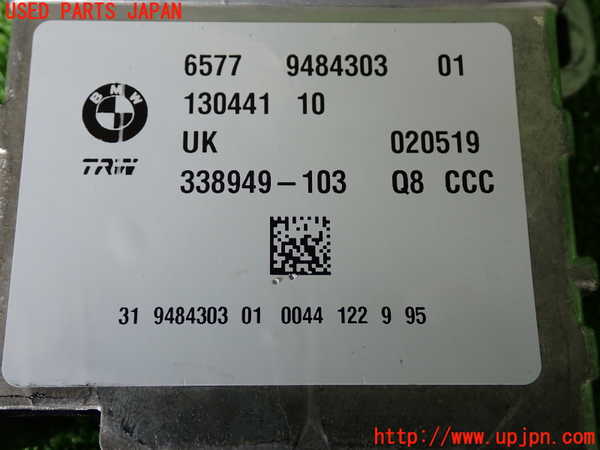 USED PARTS JAPAN
6577 9484303 01
BMW
130441 10
UK 020519
TRW
338949-103 Q8 CCC
31 9484303 01 0044 122 9 95
http://www.upjpn.com/